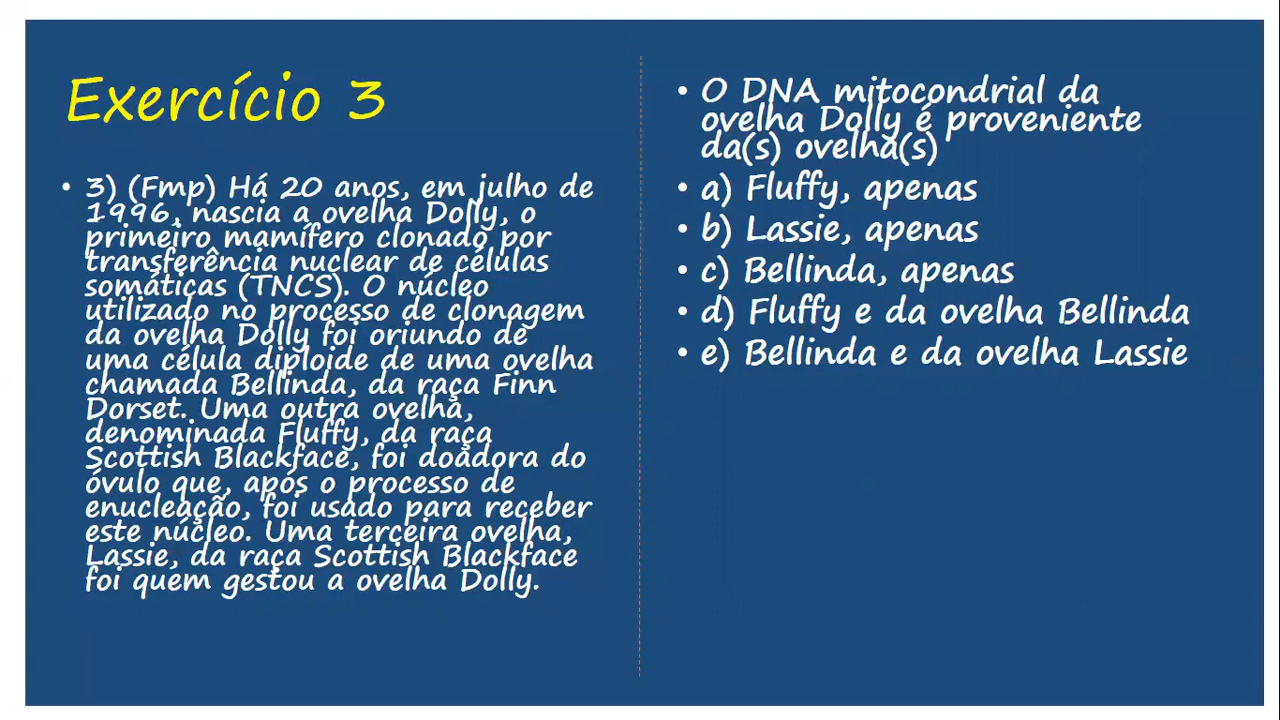 Exercício 3
• 3) (Fmp) Há 20 anos, em julho de
1996, nascia a ovelha Dolly, o
primeiro mamífero clonado por
transferência nuclear de células
somáticas (TNCS). O núcleo
utilizado no processo de clonagem
da ovelha Dolly foi oriundo de
uma célula diploide de uma ovelha
chamada Bellinda, da raça Finn
Dorset. Uma outra ovelha,
denominada Fluffy, da raça
Scottish Blackface, foi doadora do
óvulo que, após o processo de
enucleação, foi usado para receber
este núcleo. Uma terceira ovelha,
Lassie, da raça Scottish Blackface
foi quem gestou a ovelha Dolly.
• O DNA mitocondrial da
ovelha Dolly é proveniente
da(s) ovelha(s)
• a) Fluffy, apenas
• b) Lassie, apenas
• c) Bellinda, apenas
• d) Fluffy e da ovelha Bellinda
• e) Bellinda e da ovelha Lassie